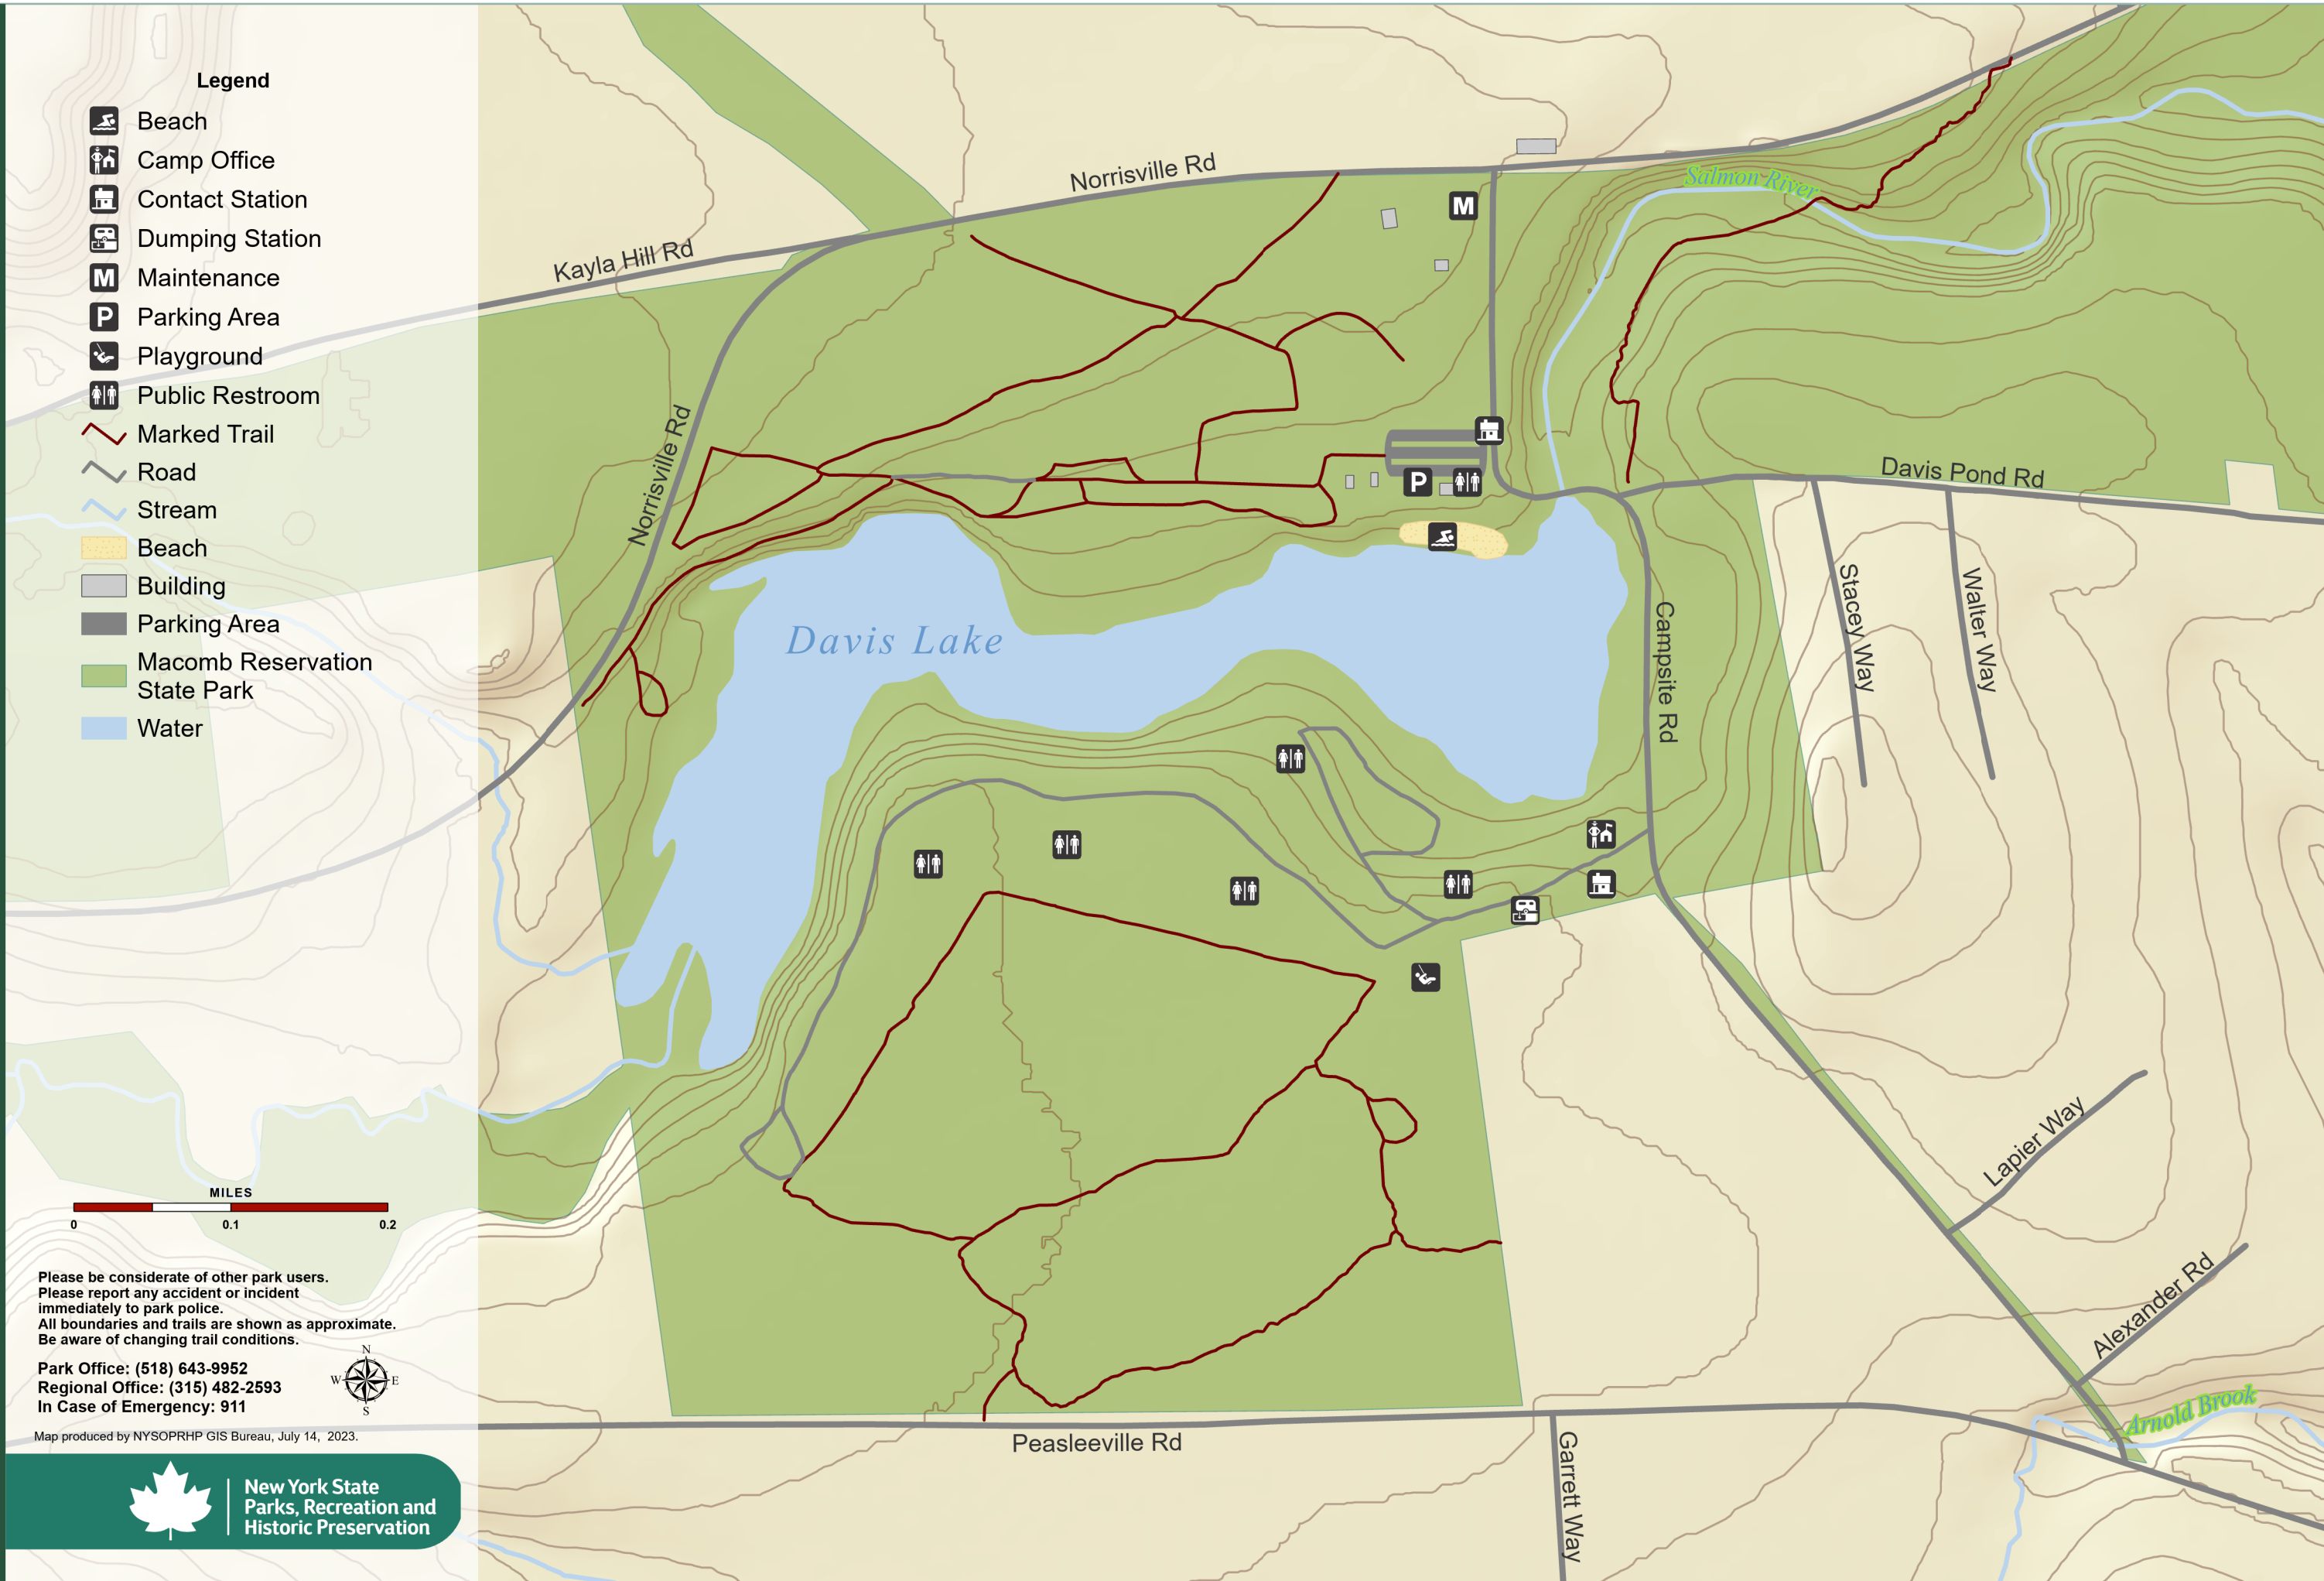 Legend
Beach
Camp Office
Contact Station
Dumping Station
M
Maintenance
P
Parking Area
Playground
Public Restroom
Marked Trail
Road
Stream
Beach
Building
Parking Area
Macomb Reservation
State Park
Water
MILES
0
0.1
0.2
Please be considerate of other park users.
Please report any accident or incident
immediately to park police.
All boundaries and trails are shown as approximate.
Be aware of changing trail conditions.
Park Office: (518) 643-9952
Regional Office: (315) 482-2593
In Case of Emergency: 911
N
W
E
S
Map produced by NYSOPRHP GIS Bureau, July 14, 2023.
New York State
Parks, Recreation and
Historic Preservation
Norrisville Rd
Kayla Hill Rd
M
Salmon River
Norrisville Rd
P
Davis Pond Rd
Davis Lake
Campsite Rd
Stacey Way
Walter Way
Lapier Way
Alexander Rd
Arnold Brook
Peasleeville Rd
Garrett Way